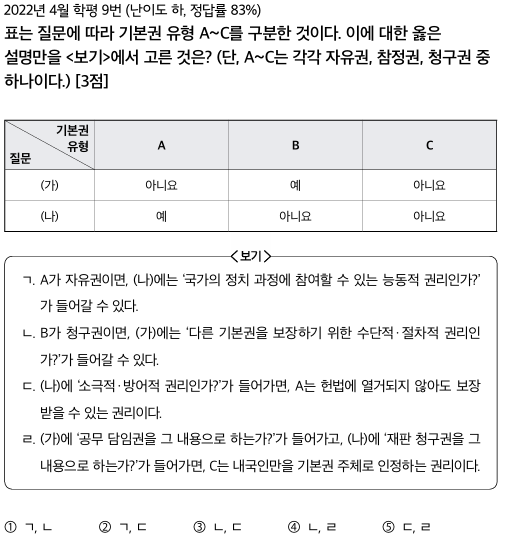 2022년 4월 학평 9번 (난이도 하, 정답률 83%)
표는 질문에 따라 기본권 유형 A~C를 구분한 것이다. 이에 대한 옳은
설명만을 <보기>에서 고른 것은? (단, A~C는 각각 자유권, 참정권, 청구권 중
하나이다.) [3점]
기본권
유형
질문
A B C
(가) 아니요 예 아니요
(나) 예 아니요 아니요
<보기>
ㄱ. A가 자유권이면, (나)에는 '국가의 정치 과정에 참여할 수 있는 능동적 권리인가?'
가 들어갈 수 있다.
ㄴ. B가 청구권이면, (가)에는 '다른 기본권을 보장하기 위한 수단적·절차적 권리인
가?'가 들어갈 수 있다.
ㄷ. (나)에 '소극적·방어적 권리인가?'가 들어가면, A는 헌법에 열거되지 않아도 보장
받을 수 있는 권리이다.
ㄹ. (가)에 '공무 담임권을 그 내용으로 하는가?'가 들어가고, (나)에 '재판 청구권을 그
내용으로 하는가?'가 들어가면, C는 내국인만을 기본권 주체로 인정하는 권리이다.
① ㄱ, ㄴ ② ㄱ, ㄷ ③ ㄴ, ㄷ ④ ㄴ, ㄹ ⑤ ㄷ, ㄹ